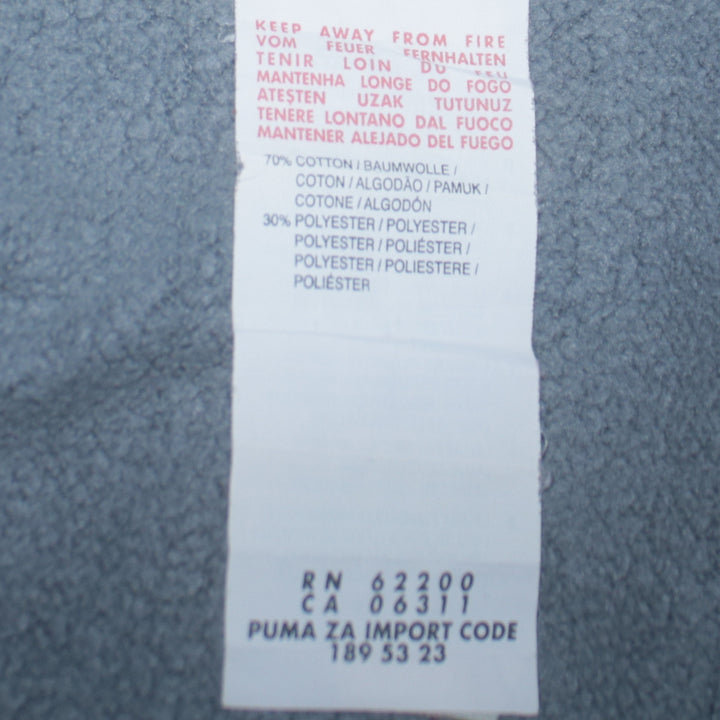 KEEP AWAY FROM FIRE
VOM FEUER FERNHALTEN
TENIR LOIN DU FEU
MANTENHA LONGE DO FOGO
ATEŞTEN UZAK TUTUNUZ
TENERE LONTANO DAL FUOCO
MANTENER ALEJADO DEL FUEGO
70% COTTON / BAUMWOLLE /
COTON / ALGODÃO / PAMUK /
COTONE / ALGODÓN
30% POLYESTER / POLYESTER /
POLYESTER / POLIÉSTER /
POLYESTER / POLIESTERE /
POLIÉSTER
RN 62200
CA 06311
PUMA ZA IMPORT CODE
189 53 23